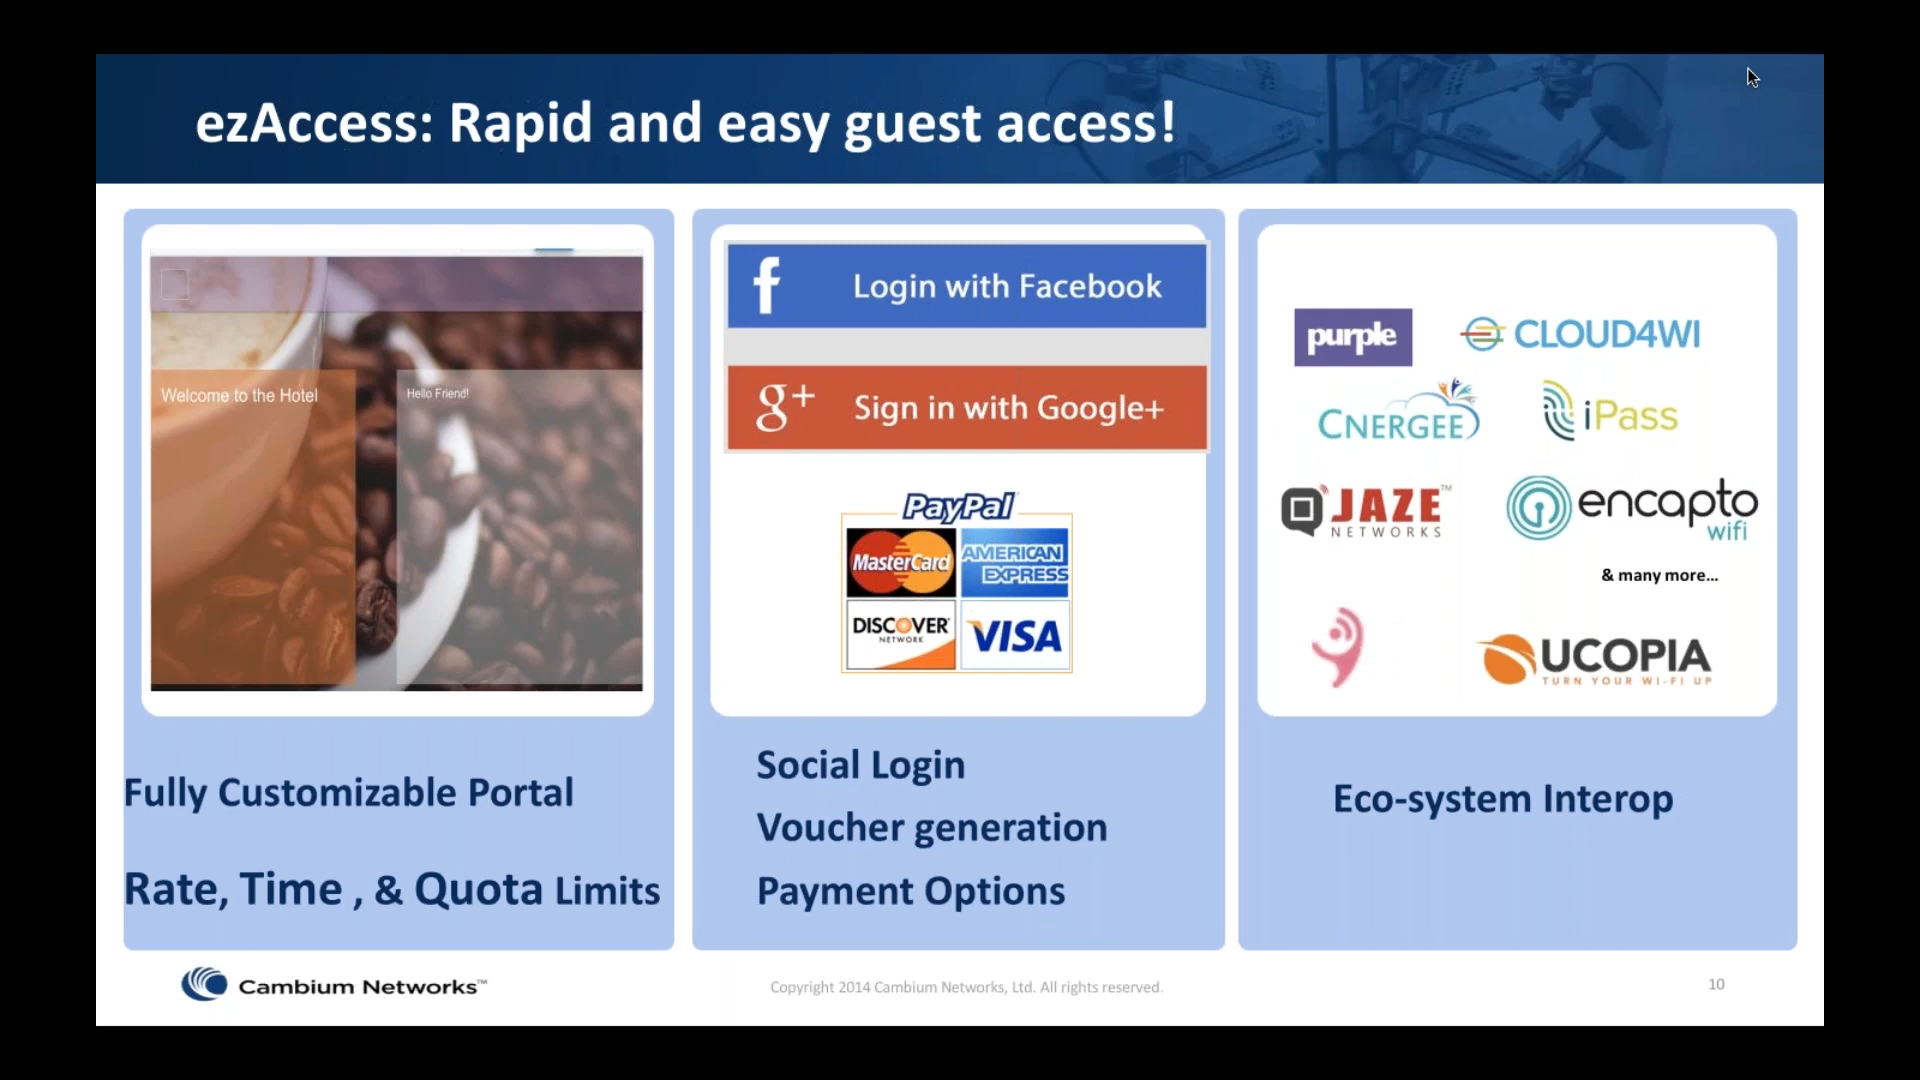 ezAccess: Rapid and easy guest access!
Welcome to the Hotel
Hello Friend!
Fully Customizable Portal
Rate, Time , & Quota Limits
f Login with Facebook
g+ Sign in with Google+
PayPal
MasterCard
AMERICAN EXPRESS
DISCOVER
NETWORK
VISA
Social Login
Voucher generation
Payment Options
purple
CLOUD4WI
CNERGEE
iPass
JAZE™
NETWORKS
encapto
wifi
& many more...
UCOPIA
TURN YOUR WI-FI UP
Eco-system Interop
Cambium Networks™
Copyright 2014 Cambium Networks, Ltd. All rights reserved.
10